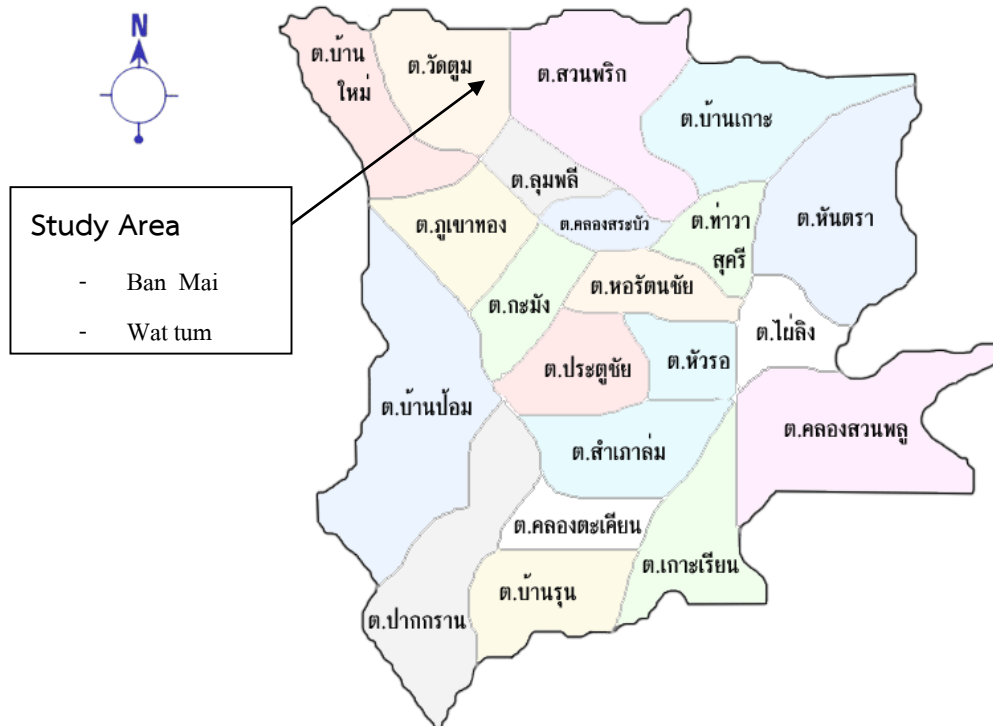 N
ต.บ้าน
ใหม่
ต.วัดตูม
ต.สวนพริก
ต.บ้านเกาะ
ต.ลุมพลี
Study Area
- Ban Mai
- Wat tum
ต.ภูเขาทอง
ต.คลองสระบัว
ต.ท่าวา
สุครี
ต.หันตรา
ต.กะมัง
ต.หอรัตนชัย
ต.ไผ่ลิง
ต.ประตูชัย
ต.หัวรอ
ต.บ้านป้อม
ต.คลองสวนพลู
ต.สำเภาล่ม
ต.คลองตะเคียน
ต.เกาะเรียน
ต.บ้านรุน
ต.ปากกราน